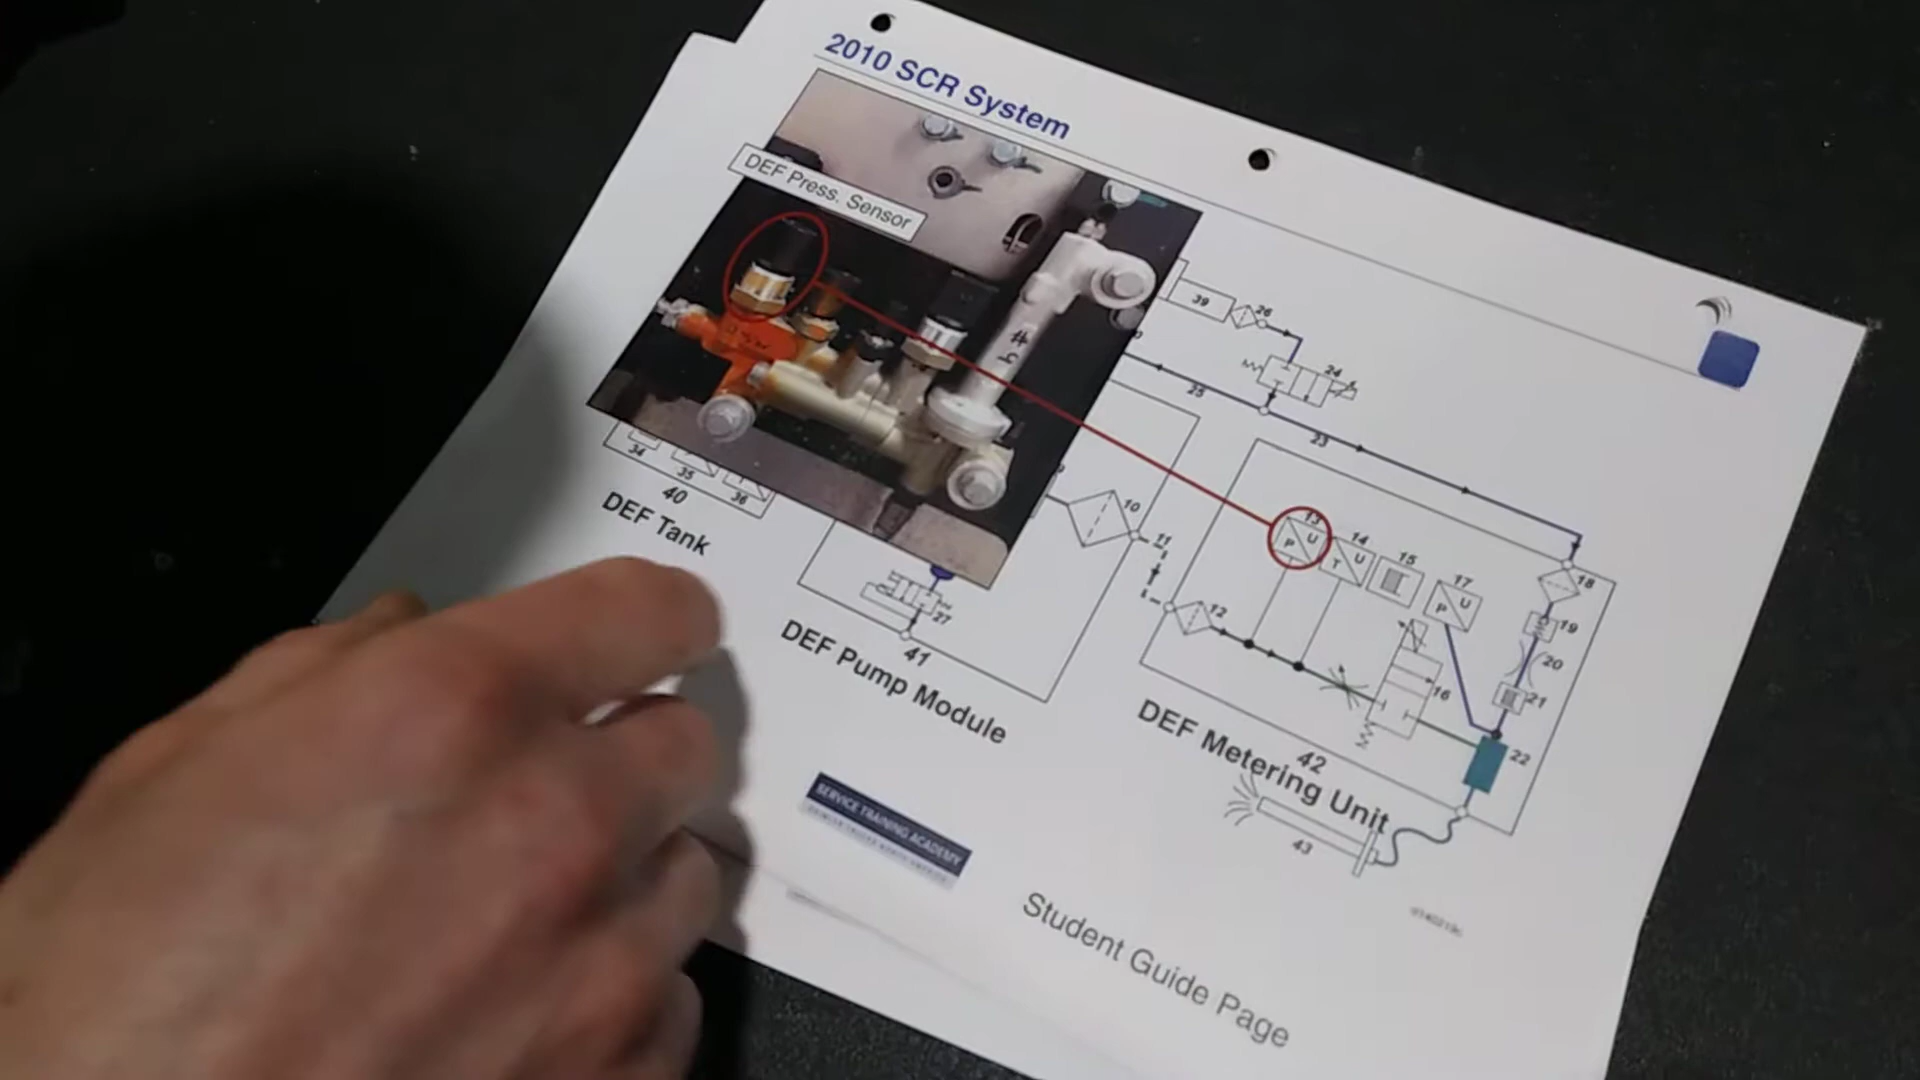 2010 SCR System
DEF Press. Sensor
39
26
24
25
23
34
35
36
40
DEF Tank
10
11
27
41
DEF Pump Module
12
13
P U
14
T U
15
17
P U
16
18
19
20
21
22
DEF Metering Unit
42
43
SERVICE TRAINING ACADEMY
Student Guide Page